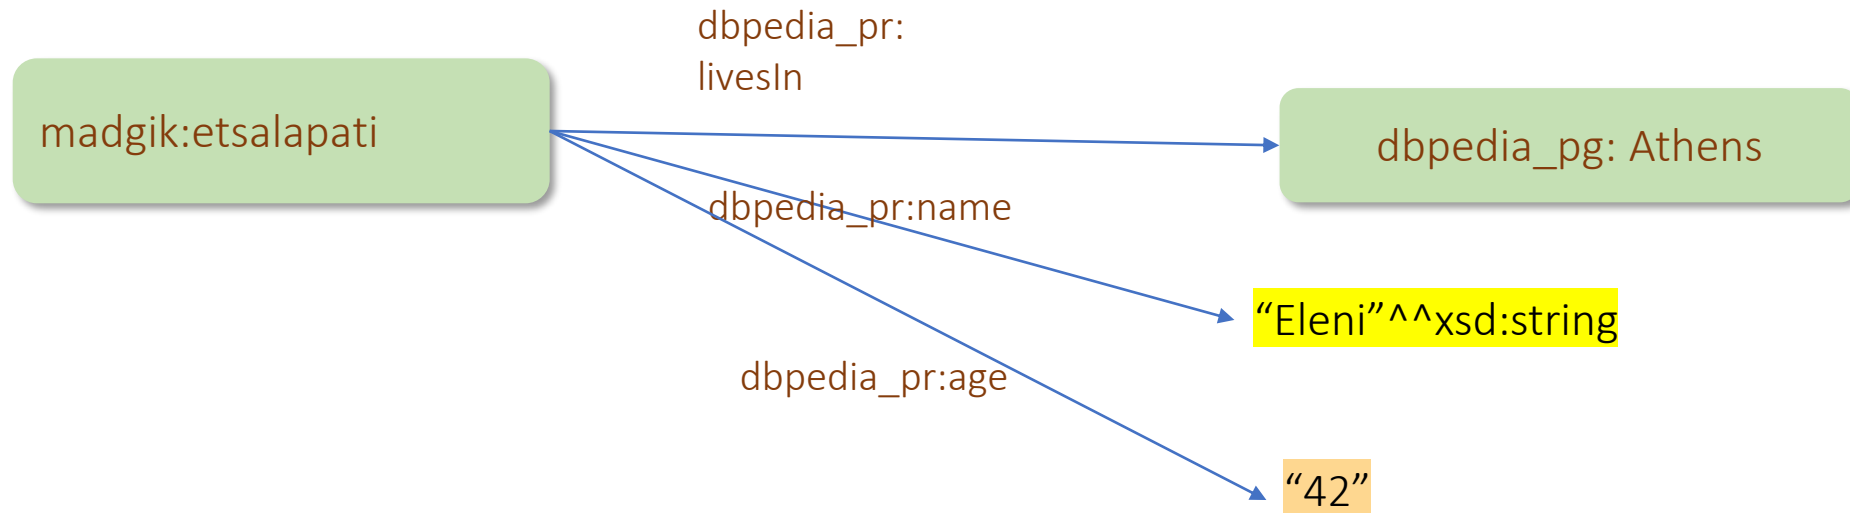 dbpedia_pr:
livesIn
madgik:etsalapati
dbpedia_pg: Athens
dbpedia_pr:name
“Eleni”^^xsd:string
dbpedia_pr:age
“42”